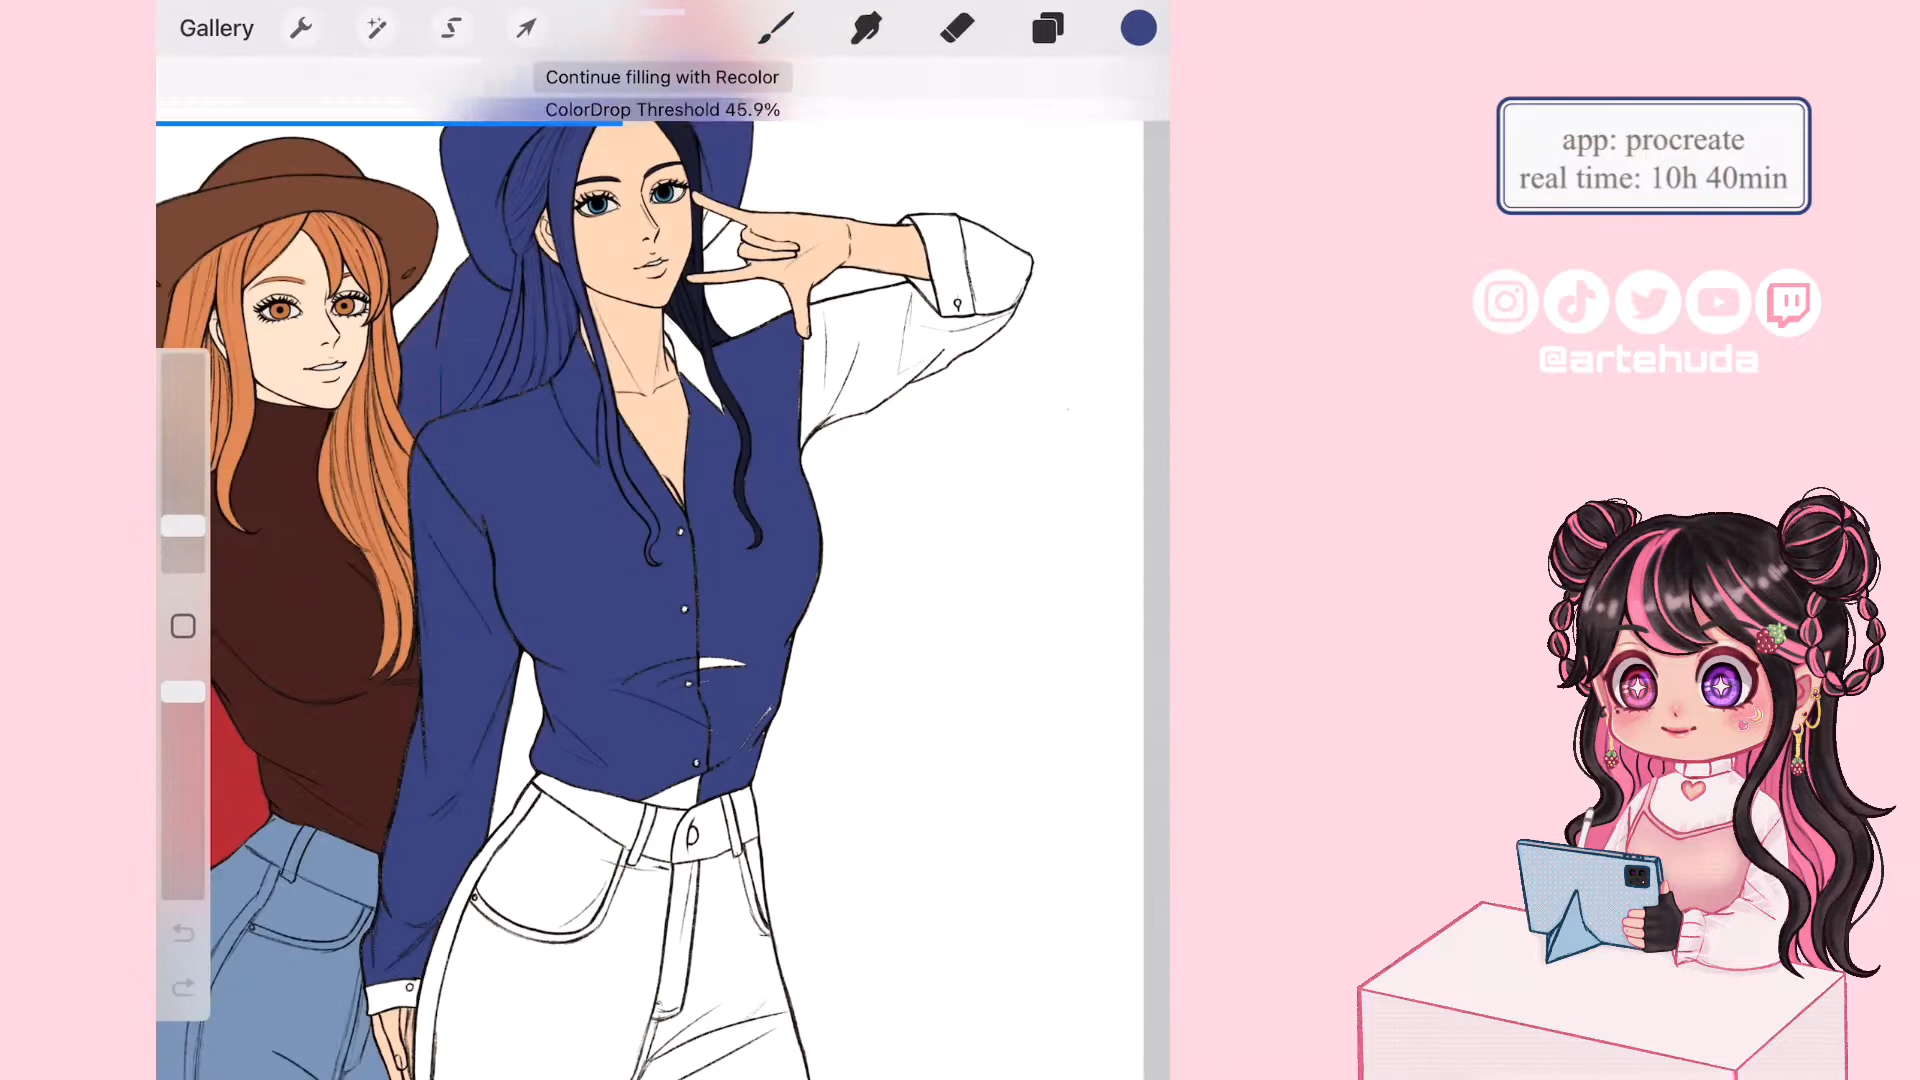 Gallery
Continue filling with Recolor
ColorDrop Threshold 45.9%
app: procreate
real time: 10h 40min
@artehuda